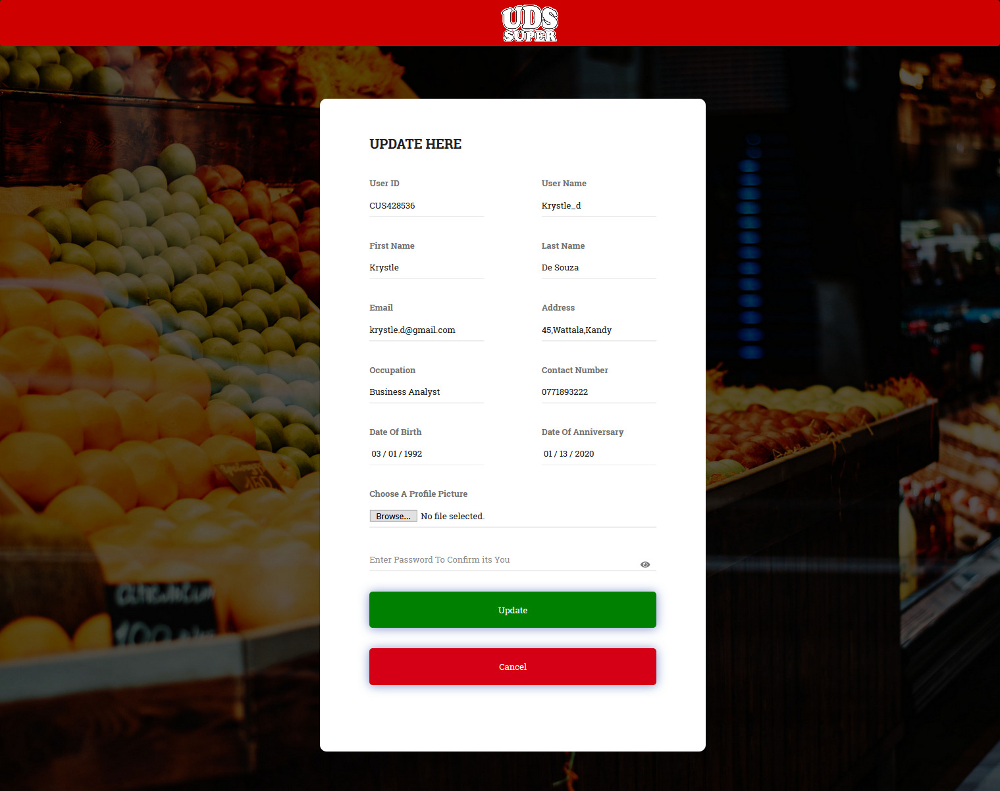 UDS
SUPER
UPDATE HERE
User ID
User Name
CUS428536
Krystle_d
First Name
Last Name
Krystle
De Souza
Email
Address
krystle.d@gmail.com
45,Wattala,Kandy
Occupation
Contact Number
Business Analyst
0771893222
Date Of Birth
Date Of Anniversary
03 / 01 / 1992
01 / 13 / 2020
Choose A Profile Picture
Browse... No file selected.
Enter Password To Confirm its You
Update
Cancel
150
100